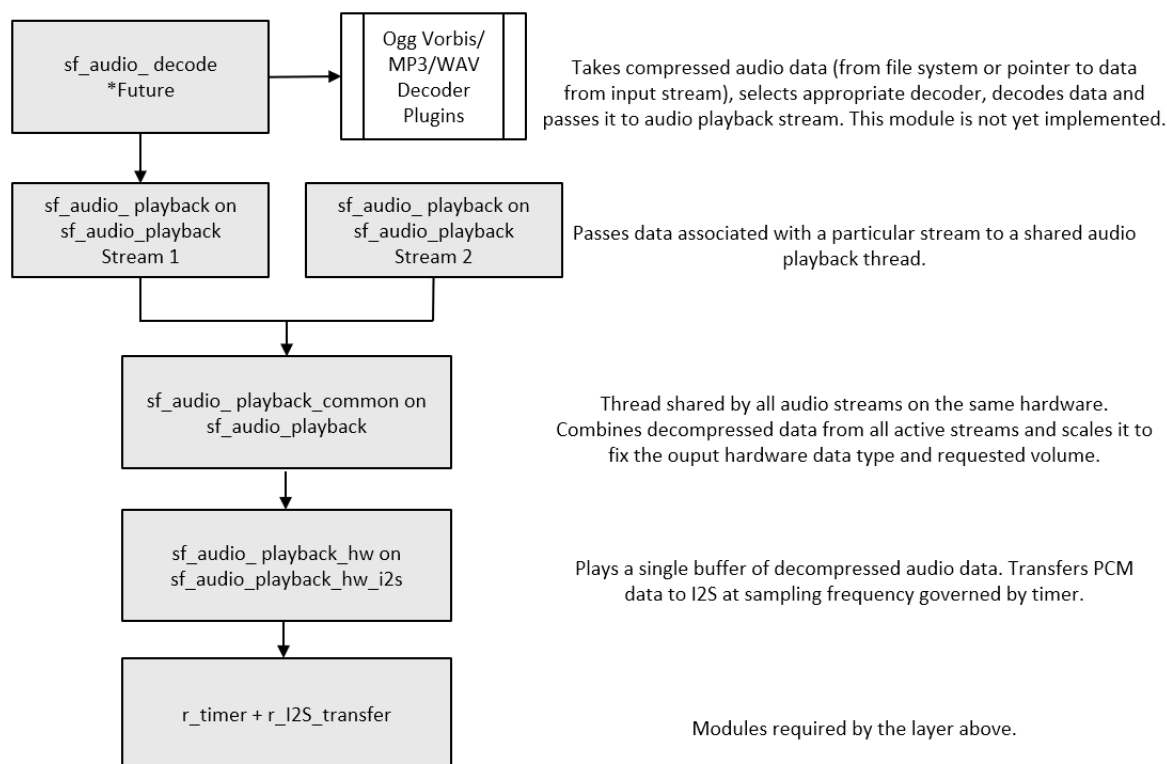 sf_audio_ decode
*Future
Ogg Vorbis/
MP3/WAV
Decoder
Plugins
Takes compressed audio data (from file system or pointer to data
from input stream), selects appropriate decoder, decodes data and
passes it to audio playback stream. This module is not yet implemented.
sf_audio_ playback on
sf_audio_playback
Stream 1
sf_audio_ playback on
sf_audio_playback
Stream 2
Passes data associated with a particular stream to a shared audio
playback thread.
sf_audio_ playback_common on
sf_audio_playback
Thread shared by all audio streams on the same hardware.
Combines decompressed data from all active streams and scales it to
fix the ouput hardware data type and requested volume.
sf_audio_ playback_hw on
sf_audio_playback_hw_i2s
Plays a single buffer of decompressed audio data. Transfers PCM
data to I2S at sampling frequency governed by timer.
r_timer + r_I2S_transfer
Modules required by the layer above.